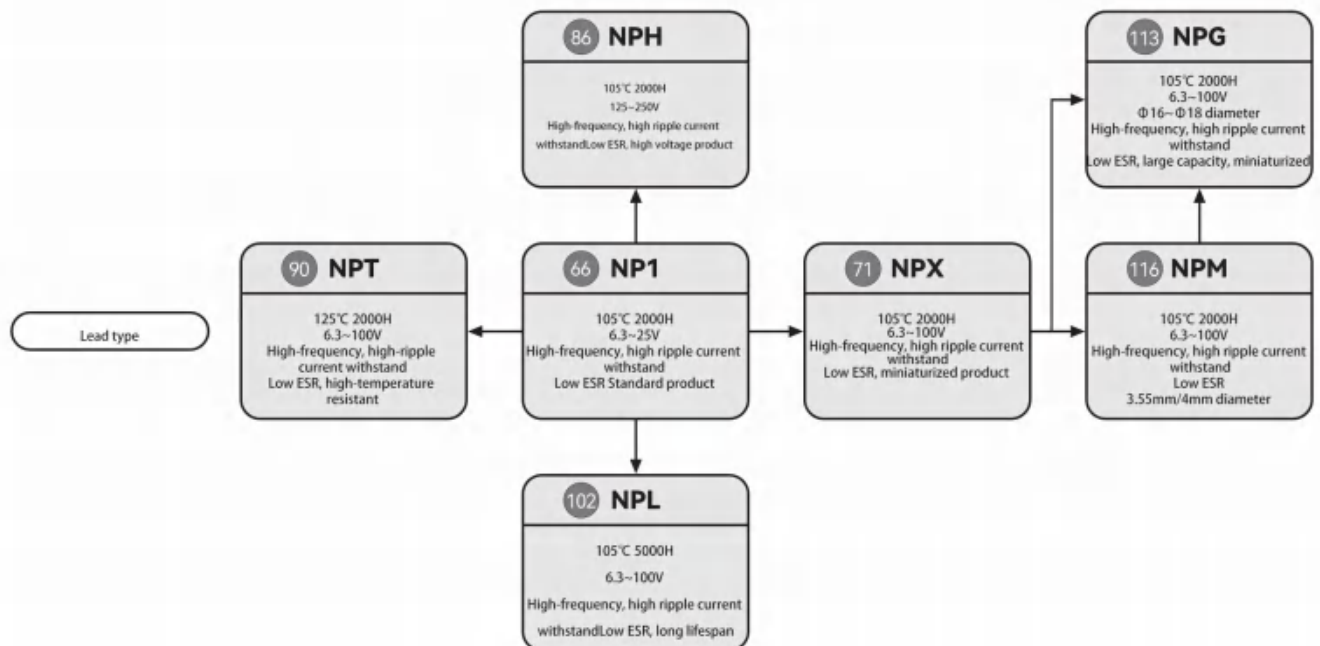 86 NPH
105℃ 2000H
125~250V
High-frequency, high ripple current
withstandLow ESR, high voltage product
113 NPG
105℃ 2000H
6.3~100V
Φ16~Φ18 diameter
High-frequency, high ripple current
withstand
Low ESR, large capacity, miniaturized
Lead type
90 NPT
125℃ 2000H
6.3~100V
High-frequency, high-ripple
current withstand
Low ESR, high-temperature
resistant
66 NP1
105℃ 2000H
6.3~25V
High-frequency, high ripple current
withstand
Low ESR Standard product
71 NPX
105℃ 2000H
6.3~100V
High-frequency, high ripple current
withstand
Low ESR, miniaturized product
116 NPM
105℃ 2000H
6.3~100V
High-frequency, high ripple current
withstand
Low ESR
3.55mm/4mm diameter
102 NPL
105℃ 5000H
6.3~100V
High-frequency, high ripple current
withstandLow ESR, long lifespan